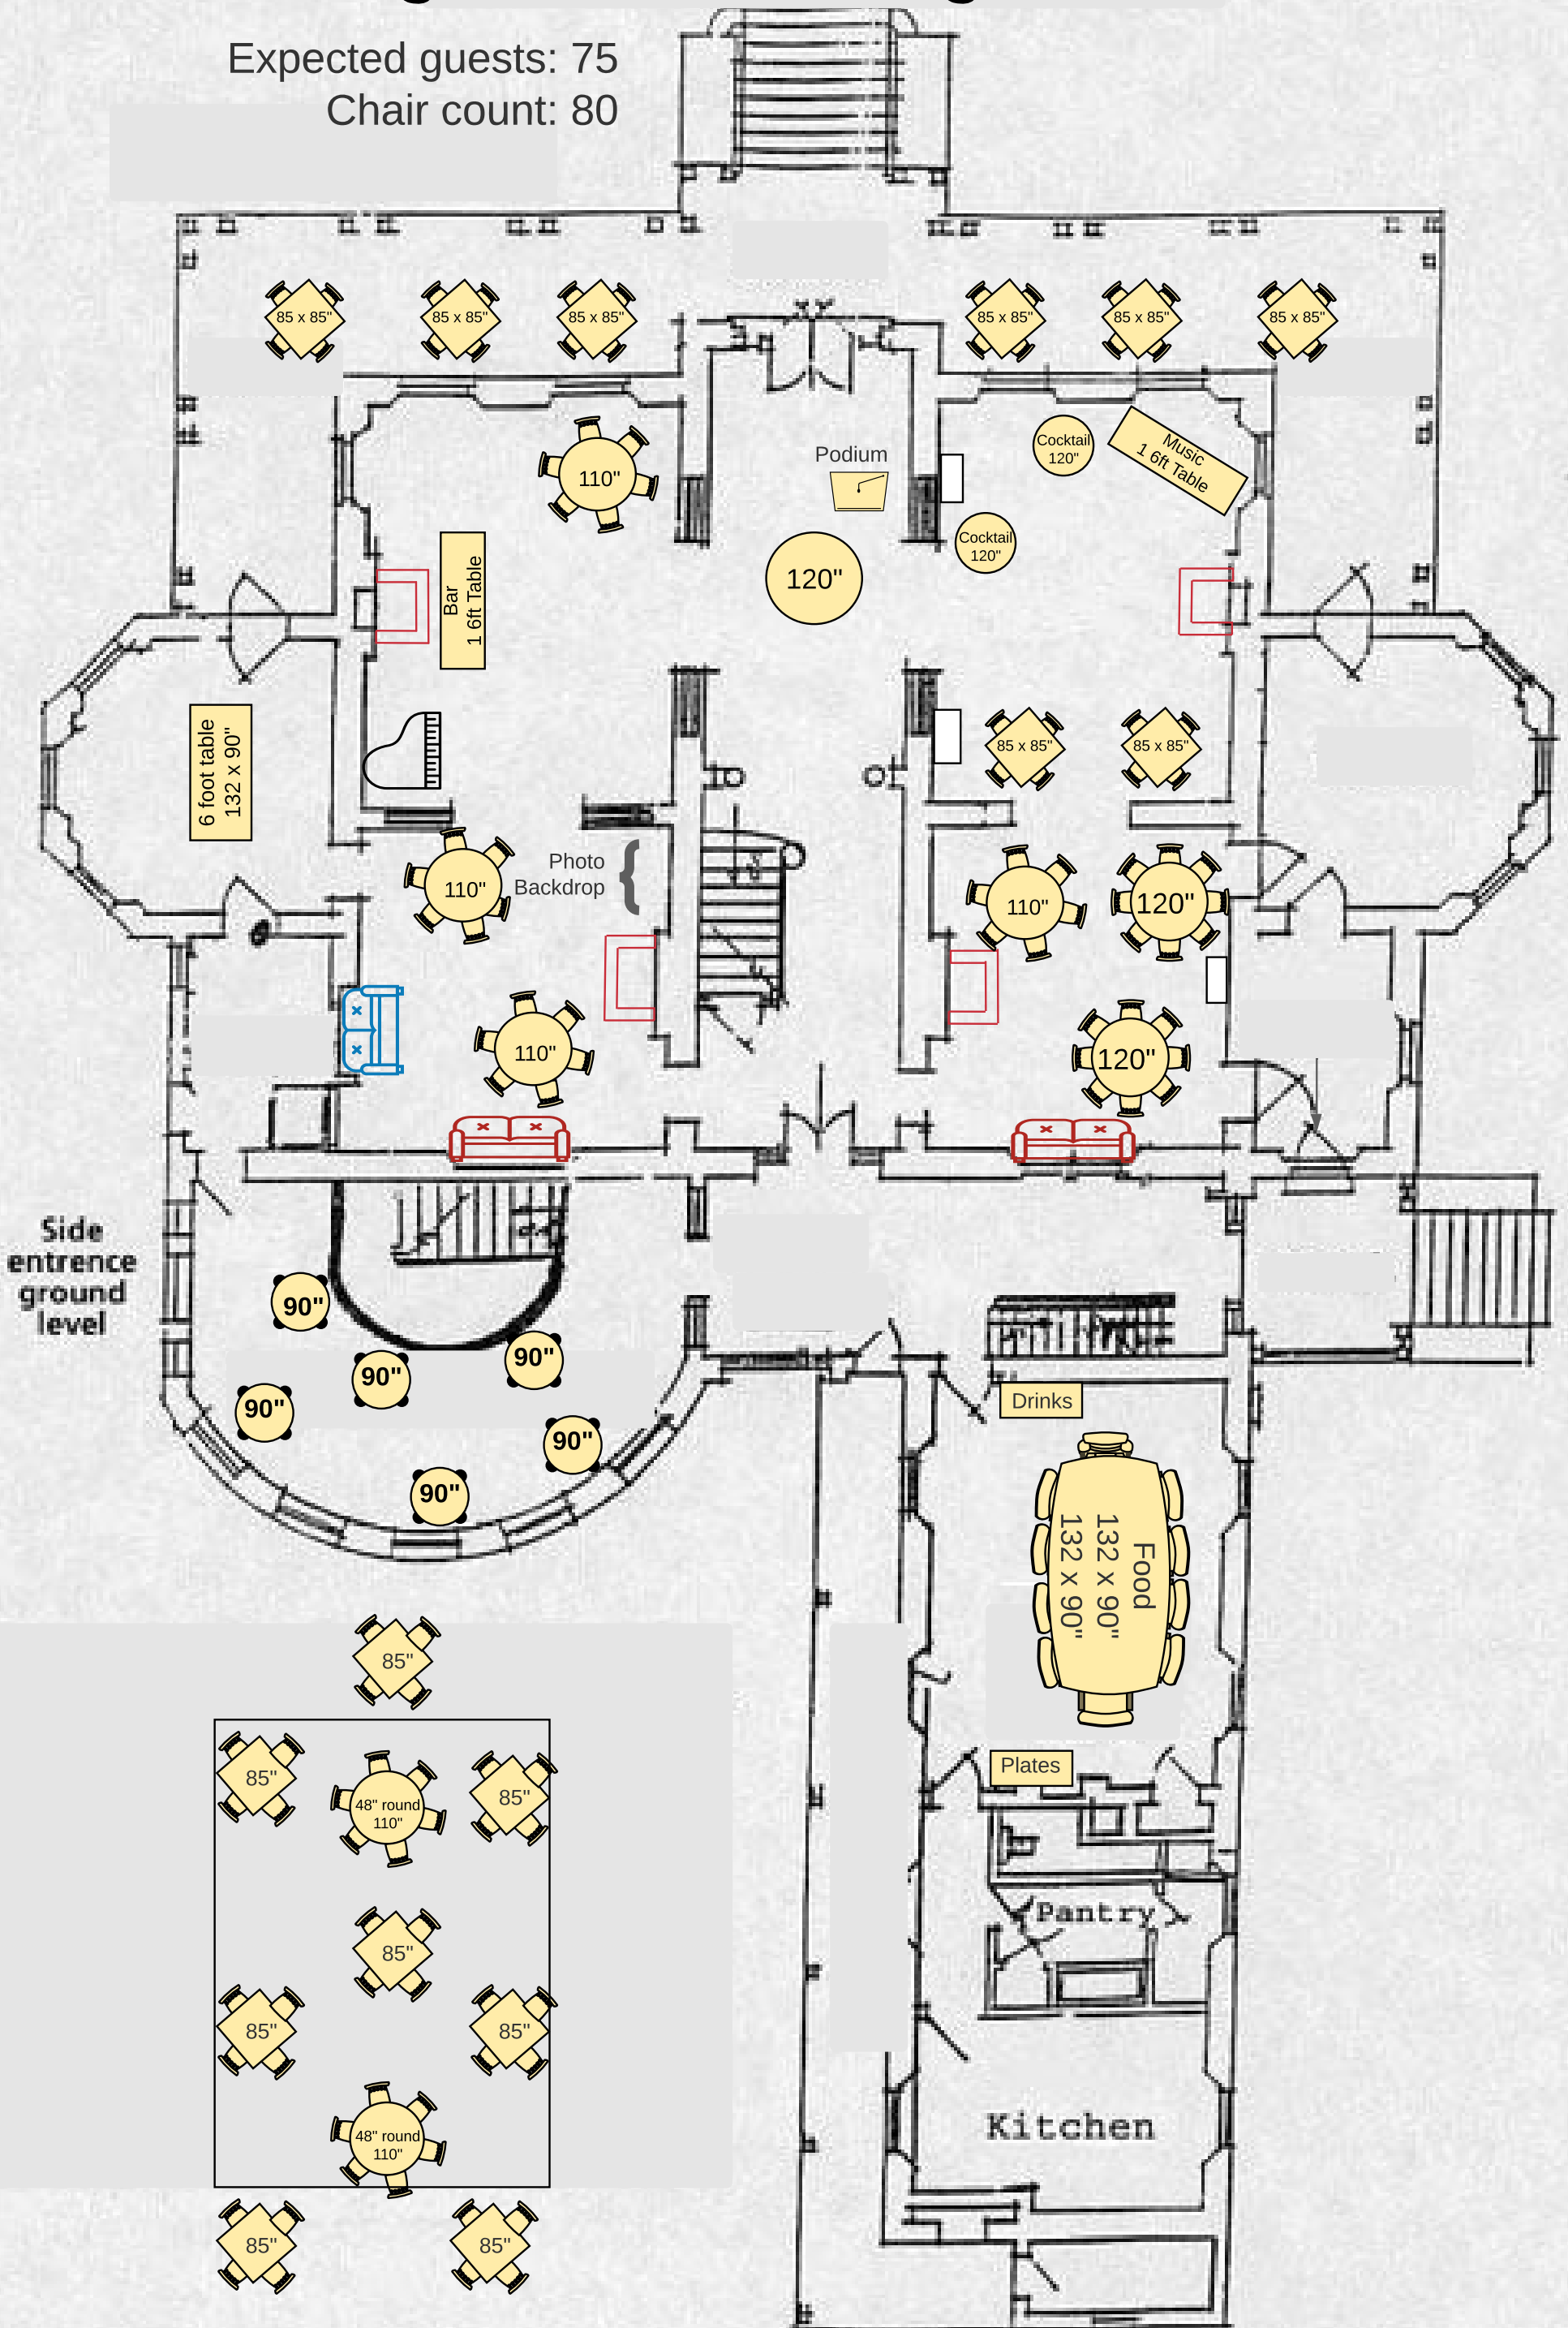 Expected guests: 75
Chair count: 80
85 x 85"
85 x 85"
85 x 85"
85 x 85"
85 x 85"
85 x 85"
110"
Podium
Cocktail
120"
Music
1 6ft Table
Cocktail
120"
Bar
1 6ft Table
120"
6 foot table
132 x 90"
85 x 85"
85 x 85"
110"
Photo
Backdrop
110"
120"
110"
120"
Side
entrence
ground
level
90"
90"
90"
90"
90"
90"
Drinks
Food
132 x 90"
132 x 90"
85"
Plates
85"
48" round
110"
85"
Pantry
85"
85"
85"
48" round
110"
Kitchen
85"
85"